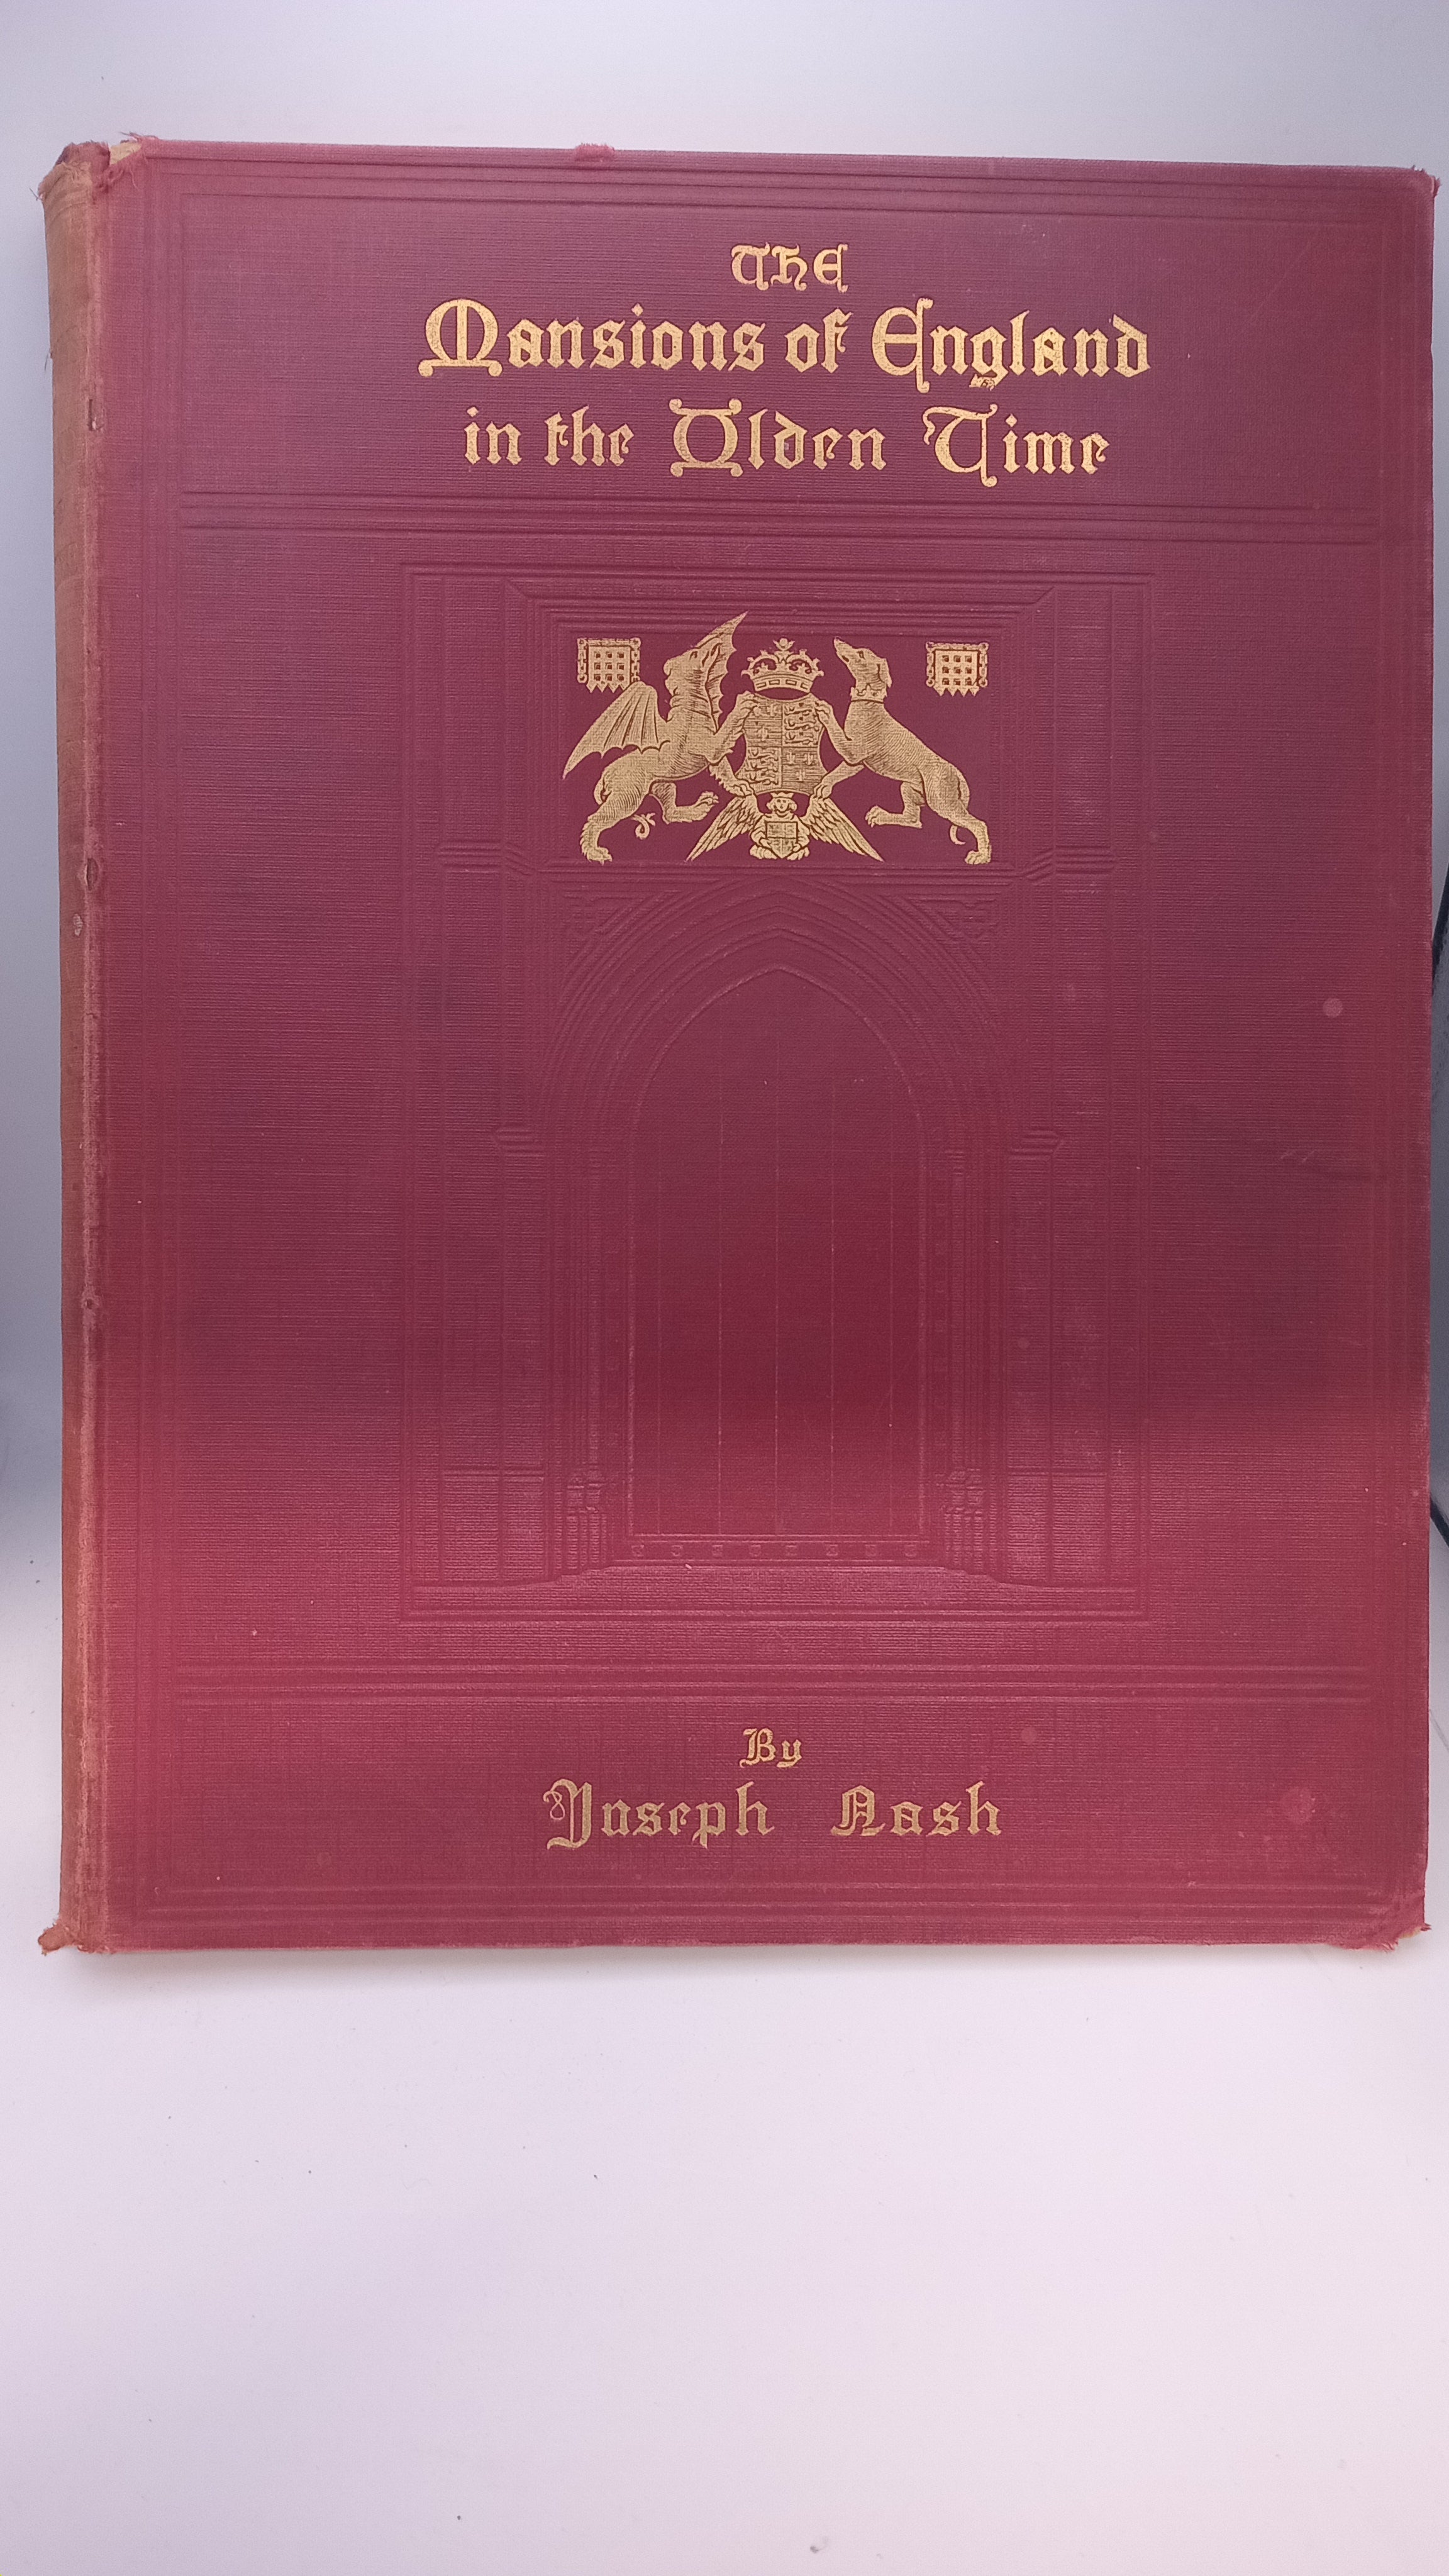 THE
Mansions of England
in the Olden Time
By
Joseph Nash